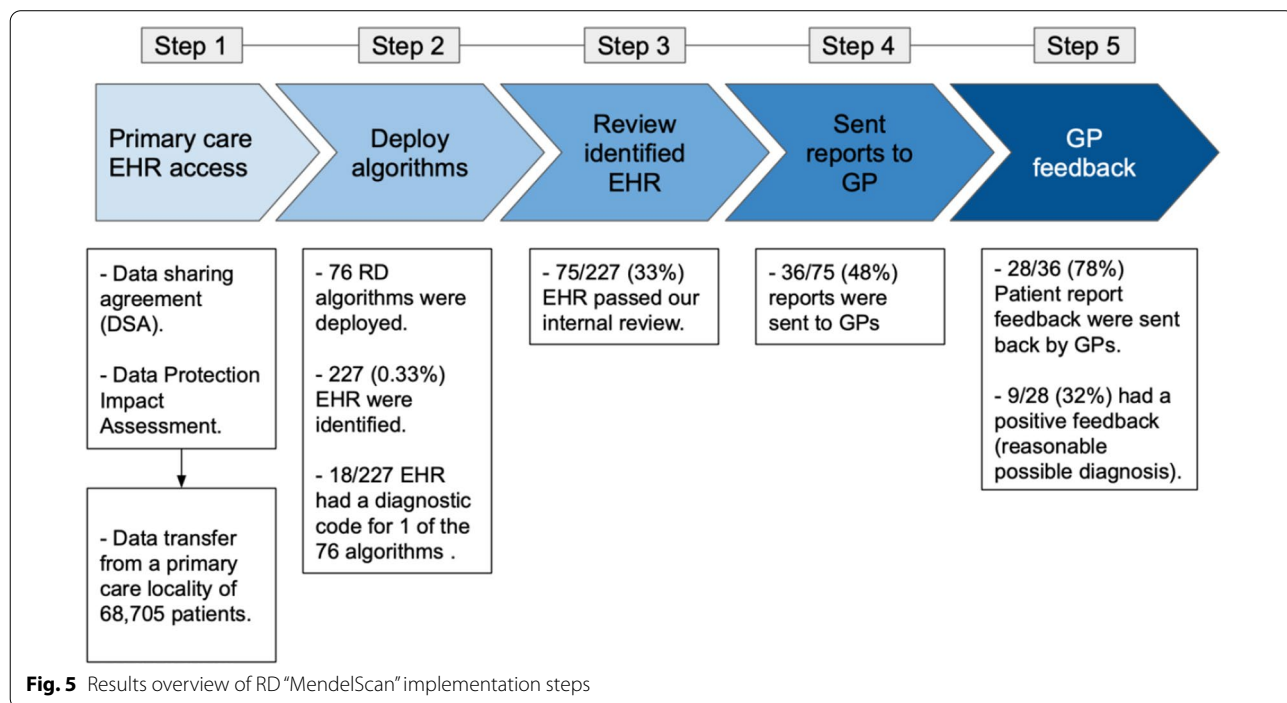 Step 1
Step 2
Step 3
Step 4
Step 5
Primary care
EHR access
Deploy
algorithms
Review
identified
EHR
Sent
reports to
GP
GP
feedback
- Data sharing
agreement
(DSA).
- Data Protection
Impact
Assessment.
- Data transfer
from a primary
care locality of
68,705 patients.
- 76 RD
algorithms were
deployed.
- 227 (0.33%)
EHR were
identified.
- 18/227 EHR
had a diagnostic
code for 1 of the
76 algorithms .
- 75/227 (33%)
EHR passed our
internal review.
- 36/75 (48%)
reports were
sent to GPs
- 28/36 (78%)
Patient report
feedback were sent
back by GPs.
- 9/28 (32%) had a
positive feedback
(reasonable
possible diagnosis).
Fig. 5 Results overview of RD “MendelScan” implementation steps